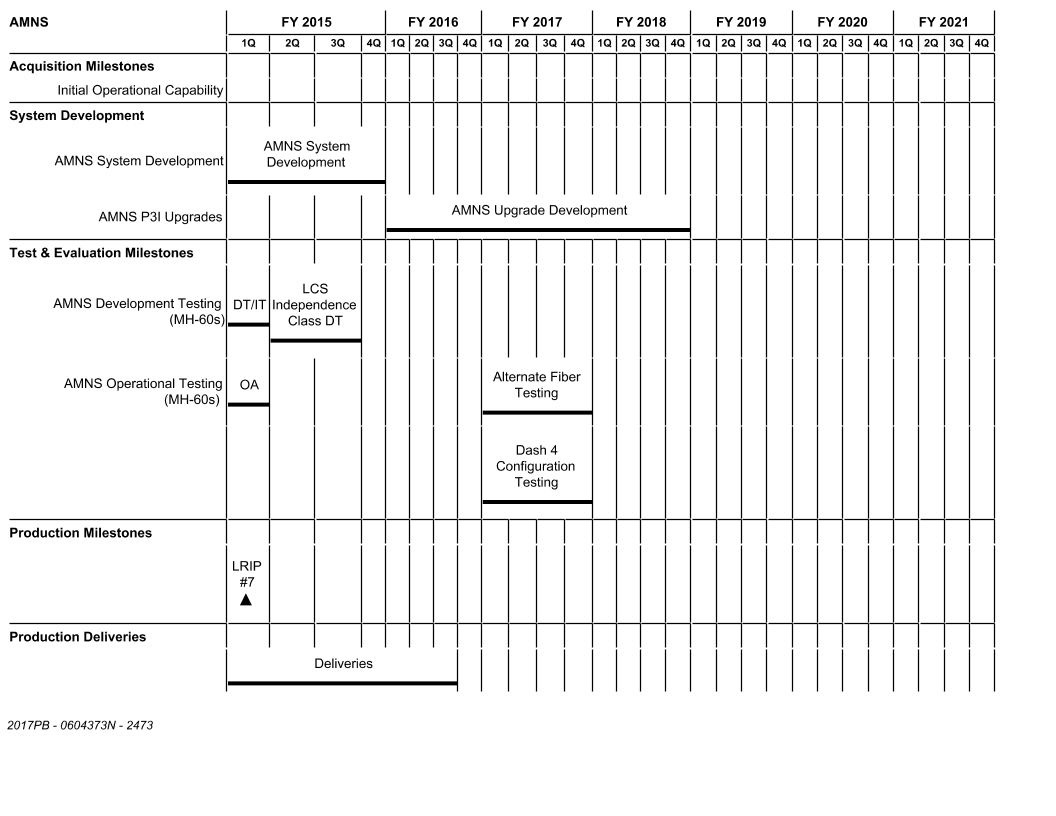 AMNS FY 2015 FY 2016 FY 2017 FY 2018 FY 2019 FY 2020 FY 2021
1Q 2Q 3Q 4Q 1Q 2Q 3Q 4Q 1Q 2Q 3Q 4Q 1Q 2Q 3Q 4Q 1Q 2Q 3Q 4Q 1Q 2Q 3Q 4Q 1Q 2Q 3Q 4Q
Acquisition Milestones
Initial Operational Capability
System Development
AMNS System Development
AMNS System
Development
AMNS P3I Upgrades
AMNS Upgrade Development
Test & Evaluation Milestones
AMNS Development Testing
(MH-60s)
DT/IT
LCS
Independence
Class DT
AMNS Operational Testing
(MH-60s)
OA
Alternate Fiber
Testing
Dash 4
Configuration
Testing
Production Milestones
LRIP
#7
Production Deliveries
Deliveries
2017PB - 0604373N - 2473